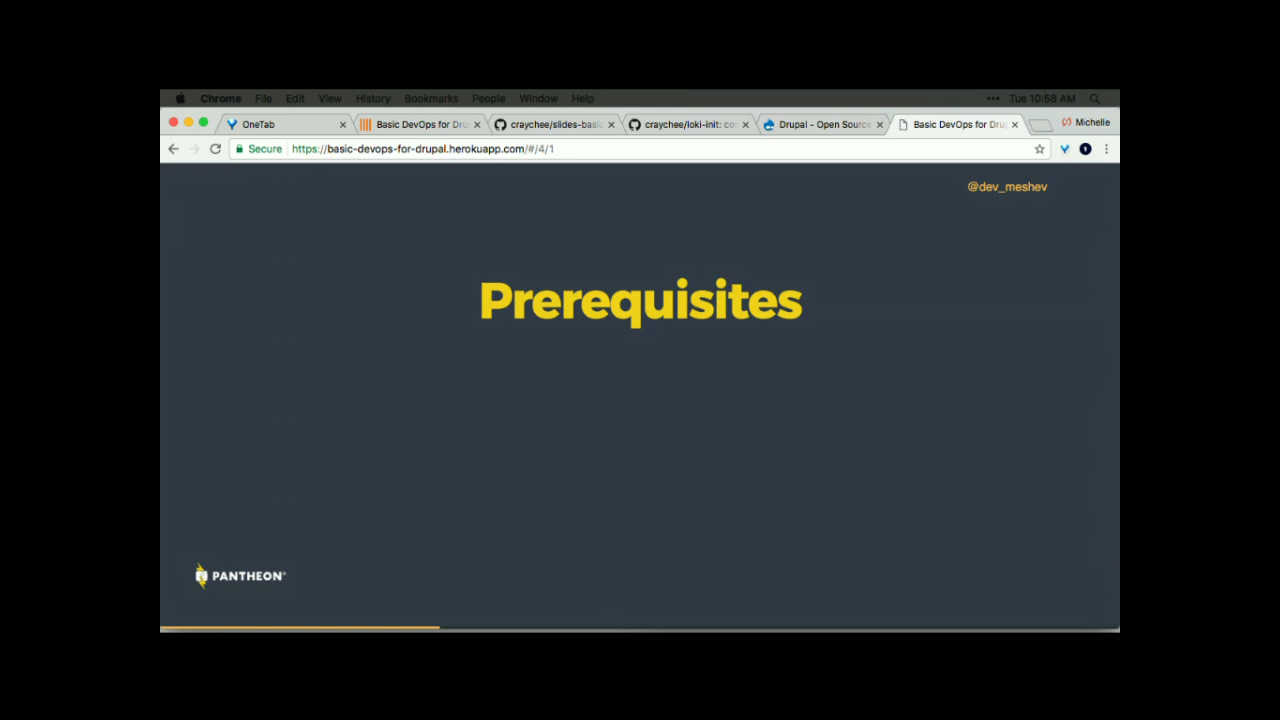 Chrome File Edit View History Bookmarks People Window Help ••• Tue 10:58 AM
OneTab Basic DevOps for Dru craychee/slides-basic craychee/loki-init: co Drupal - Open Source Basic DevOps for Dru Michelle
Secure https://basic-devops-for-drupal.herokuapp.com/#/4/1
@dev_meshev
Prerequisites
PANTHEON